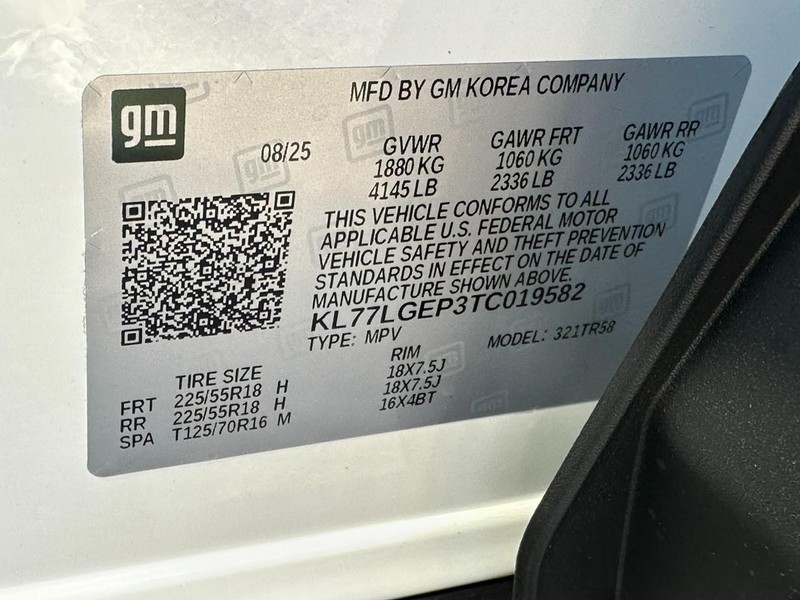 gm
MFD BY GM KOREA COMPANY
08/25
GVWR GAWR FRT GAWR RR
1880 KG 1060 KG 1060 KG
4145 LB 2336 LB 2336 LB
THIS VEHICLE CONFORMS TO ALL
APPLICABLE U.S. FEDERAL MOTOR
VEHICLE SAFETY AND THEFT PREVENTION
STANDARDS IN EFFECT ON THE DATE OF
MANUFACTURE SHOWN ABOVE.
KL77LGEP3TC019582
TYPE: MPV MODEL: 321TR58
TIRE SIZE RIM
FRT 225/55R18 H 18X7.5J
RR 225/55R18 H 18X7.5J
SPA T125/70R16 M 16X4BT